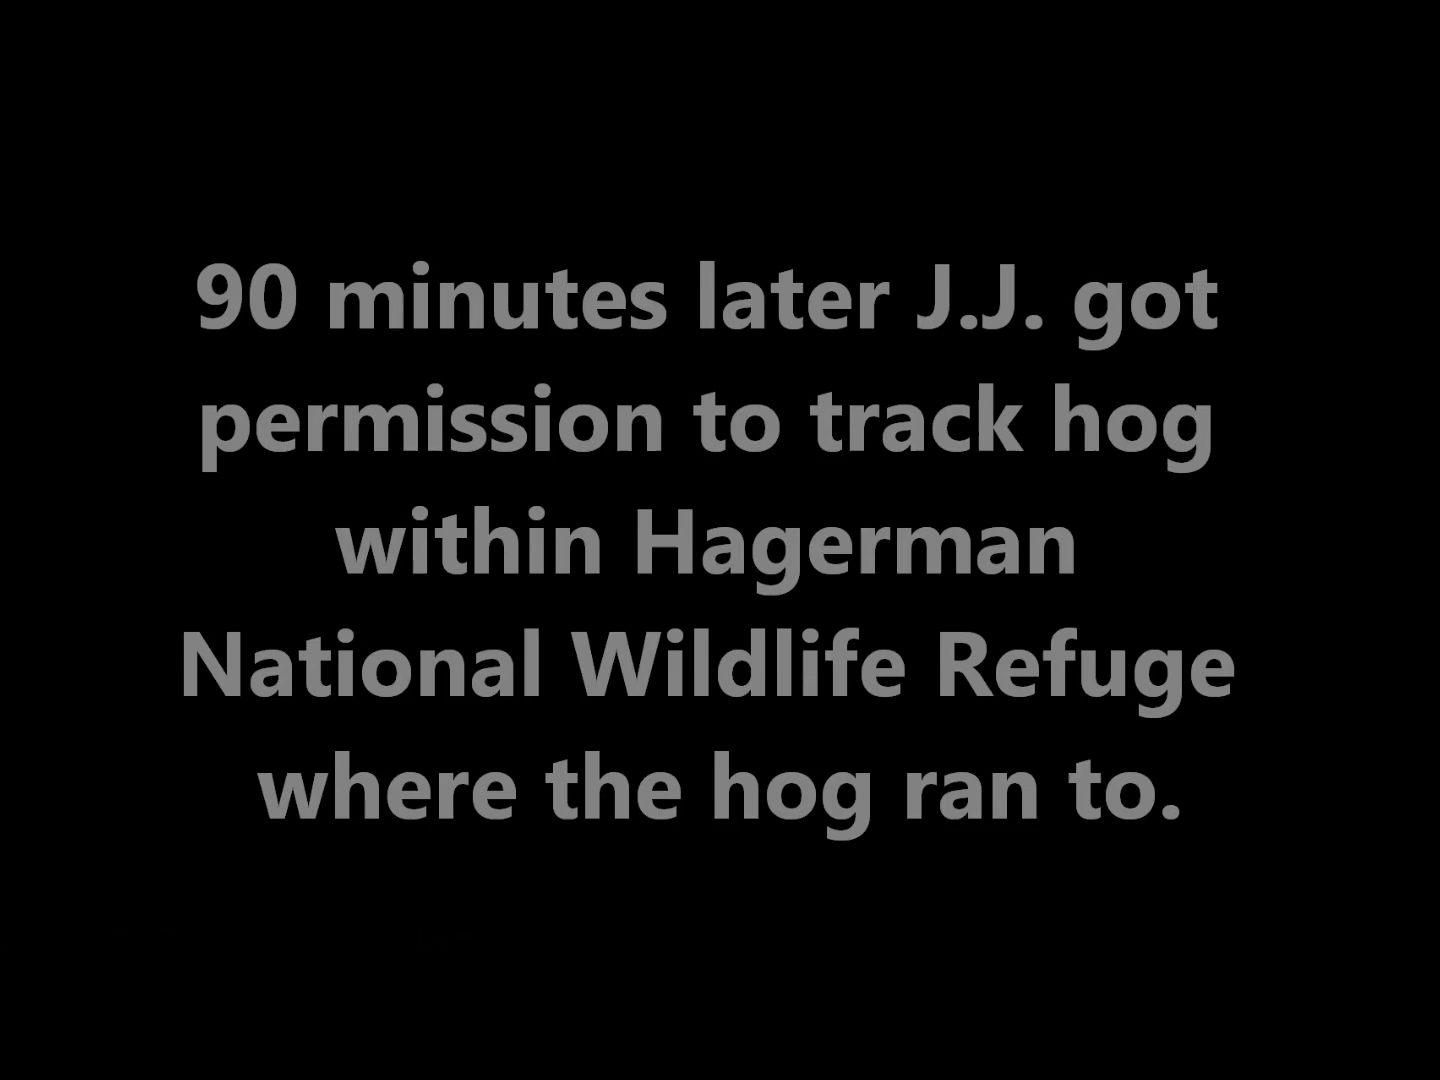 90 minutes later J.J. got
permission to track hog
within Hagerman
National Wildlife Refuge
where the hog ran to.